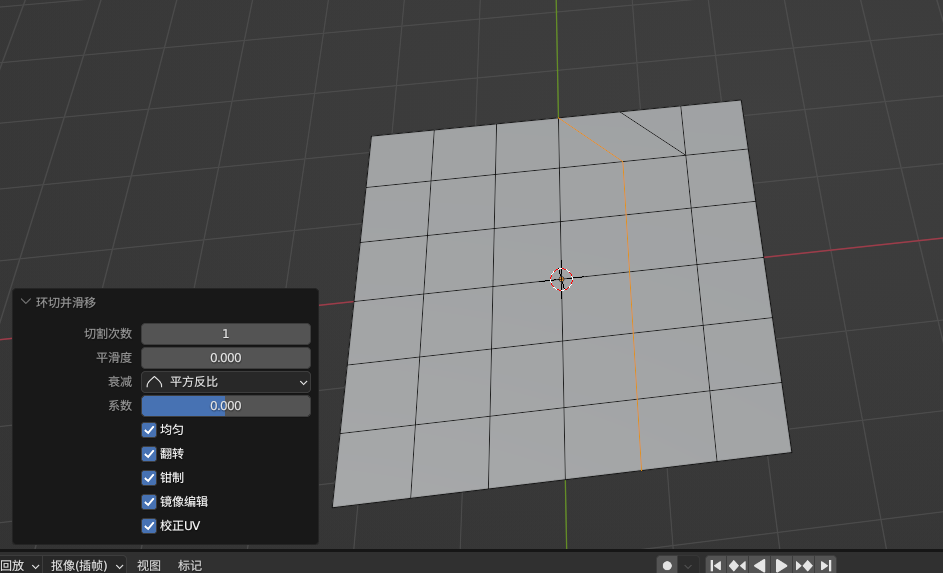 环切并滑移
切割次数 1
平滑度 0.000
衰减 平方反比
系数 0.000
均匀
翻转
钳制
镜像编辑
校正UV
回放 抠像(插帧) 视图 标记